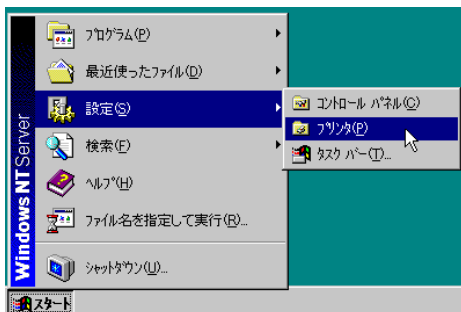 ﾌﾟﾛｸﾞﾗﾑ(P)
最近使ったﾌｧｲﾙ(D)
設定(S)
検索(F)
ﾍﾙﾌﾟ(H)
ﾌｧｲﾙ名を指定して実行(R)...
ｼｬｯﾄﾀﾞｳﾝ(U)...
ｺﾝﾄﾛｰﾙ ﾊﾟﾈﾙ(C)
ﾌﾟﾘﾝﾀ(P)
ﾀｽｸ ﾊﾞｰ(T)...
Windows NT Server
スタート